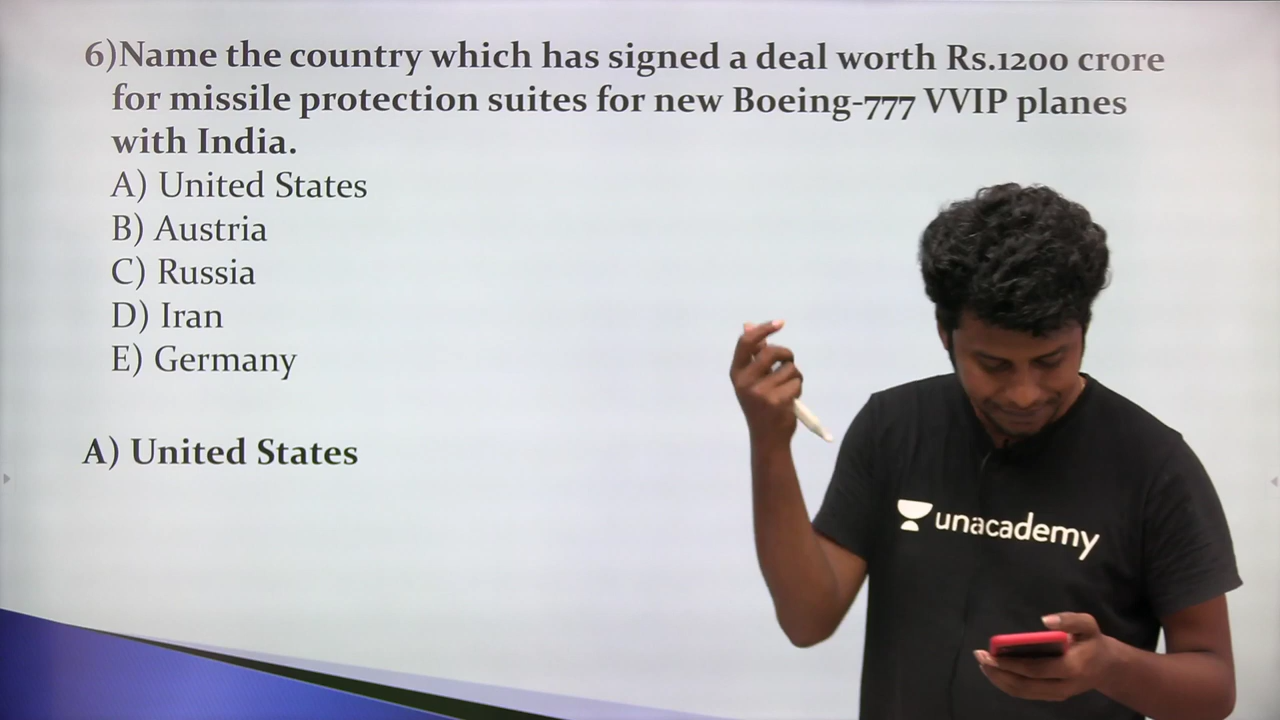 6)Name the country which has signed a deal worth Rs.1200 crore
for missile protection suites for new Boeing-777 VVIP planes
with India.
A) United States
B) Austria
C) Russia
D) Iran
E) Germany
A) United States
unacademy